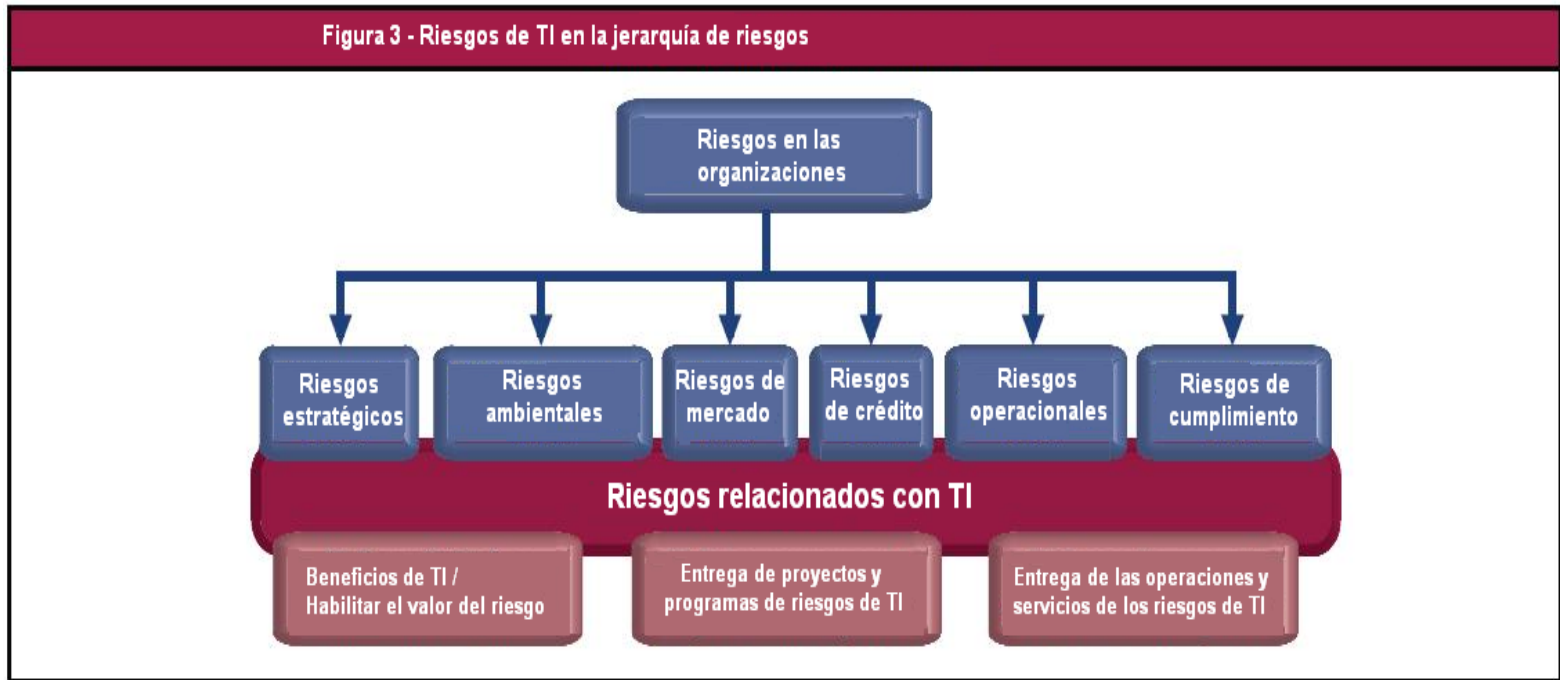 Figura 3 - Riesgos de TI en la jerarquía de riesgos
Riesgos en las
organizaciones
Riesgos
estratégicos
Riesgos
ambientales
Riesgos de
mercado
Riesgos
de crédito
Riesgos
operacionales
Riesgos de
cumplimiento
Riesgos relacionados con TI
Beneficios de TI /
Habilitar el valor del riesgo
Entrega de proyectos y
programas de riesgos de TI
Entrega de las operaciones y
servicios de los riesgos de TI